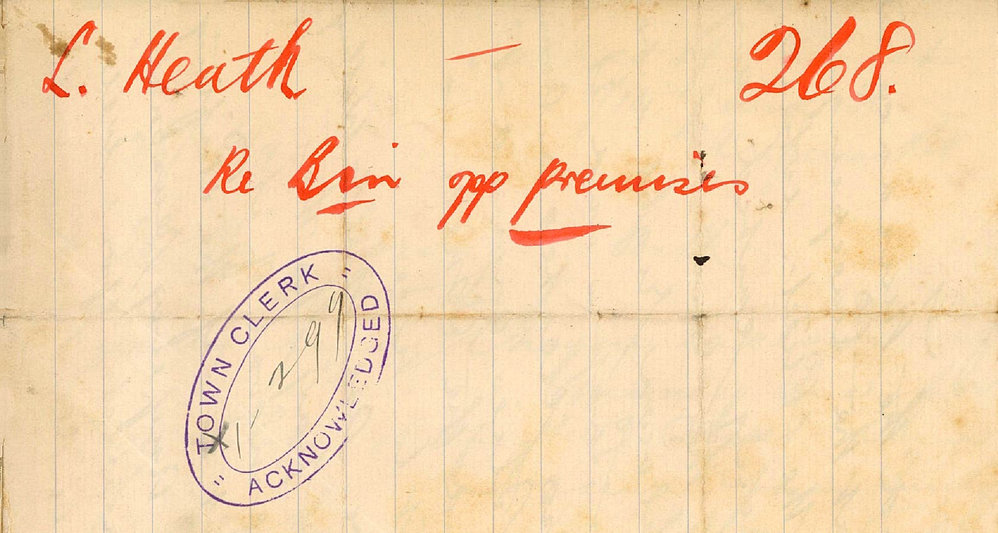 L. Heath — 268.
Re Bin opp premises
"TOWN CLERK"
ACKNOWLEDGED